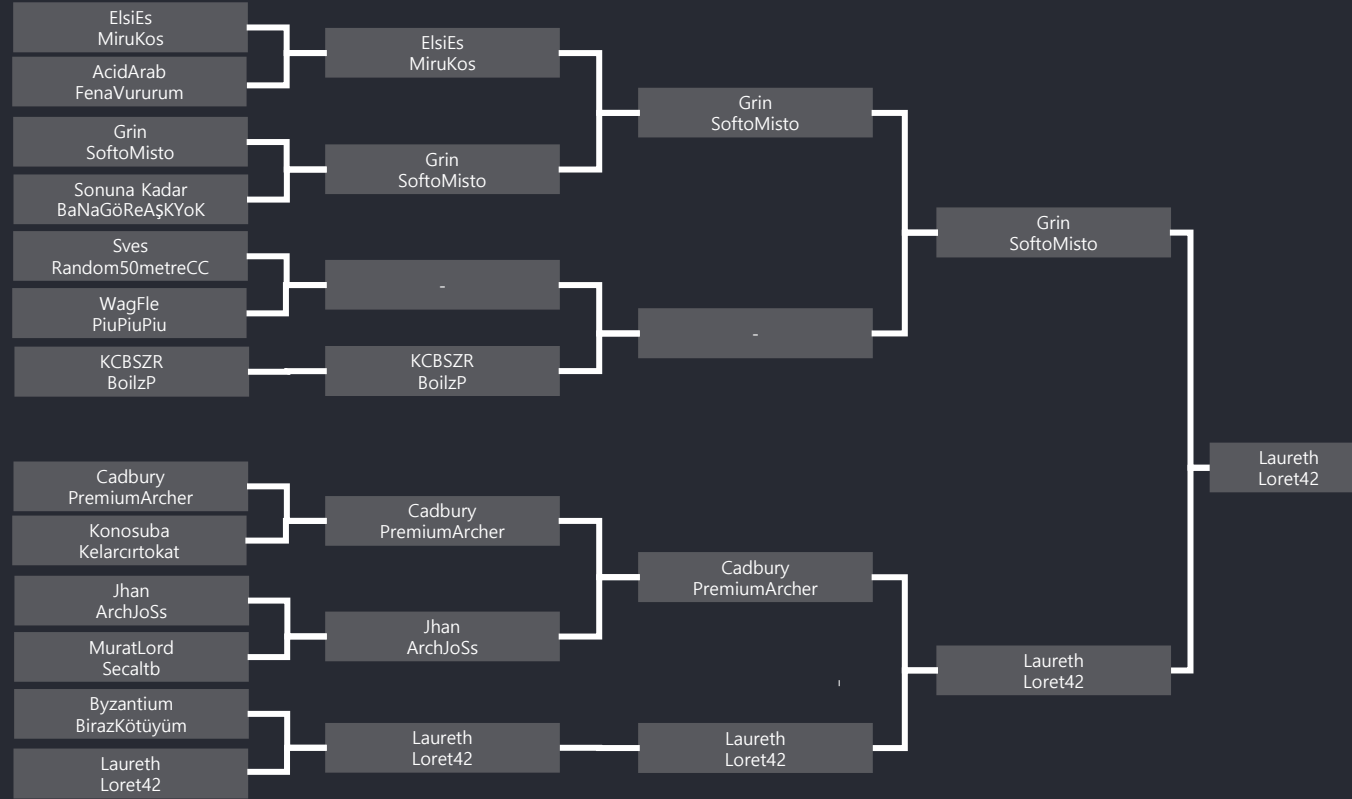 ElsiEs
MiruKos
AcidArab
FenaVururum
Grin
SoftoMisto
Sonuna Kadar
BaNaGöReAŞKYoK
Sves
Random50metreCC
WagFle
PiuPiuPiu
KCBSZR
BoilzP
Cadbury
PremiumArcher
Konosuba
Kelarcırtokat
Jhan
ArchJoSs
MuratLord
Secaltb
Byzantium
BirazKötüyüm
Laureth
Loret42
ElsiEs
MiruKos
Grin
SoftoMisto
-
KCBSZR
BoilzP
Cadbury
PremiumArcher
Jhan
ArchJoSs
Laureth
Loret42
Grin
SoftoMisto
-
Cadbury
PremiumArcher
Laureth
Loret42
Grin
SoftoMisto
Laureth
Loret42
Laureth
Loret42